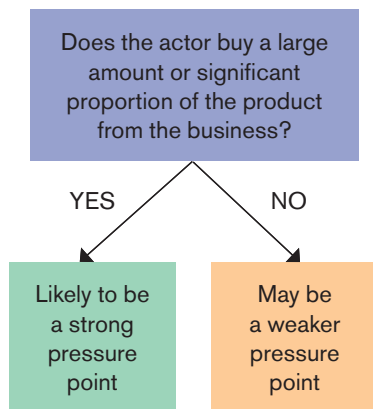 Does the actor buy a large
amount or significant
proportion of the product
from the business?
YES
NO
Likely to be
a strong
pressure
point
May be
a weaker
pressure
point